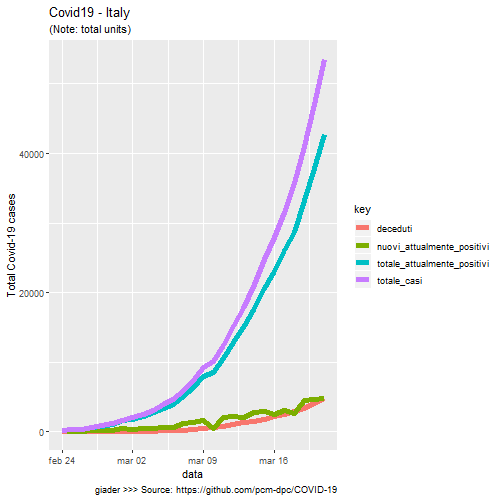 Covid19 - Italy
(Note: total units)
Total Covid-19 cases
40000
20000
0
feb 24
mar 02
mar 09
mar 16
data
key
deceduti
nuovi_attualmente_positivi
totale_attualmente_positivi
totale_casi
giader >>> Source: https://github.com/pcm-dpc/COVID-19